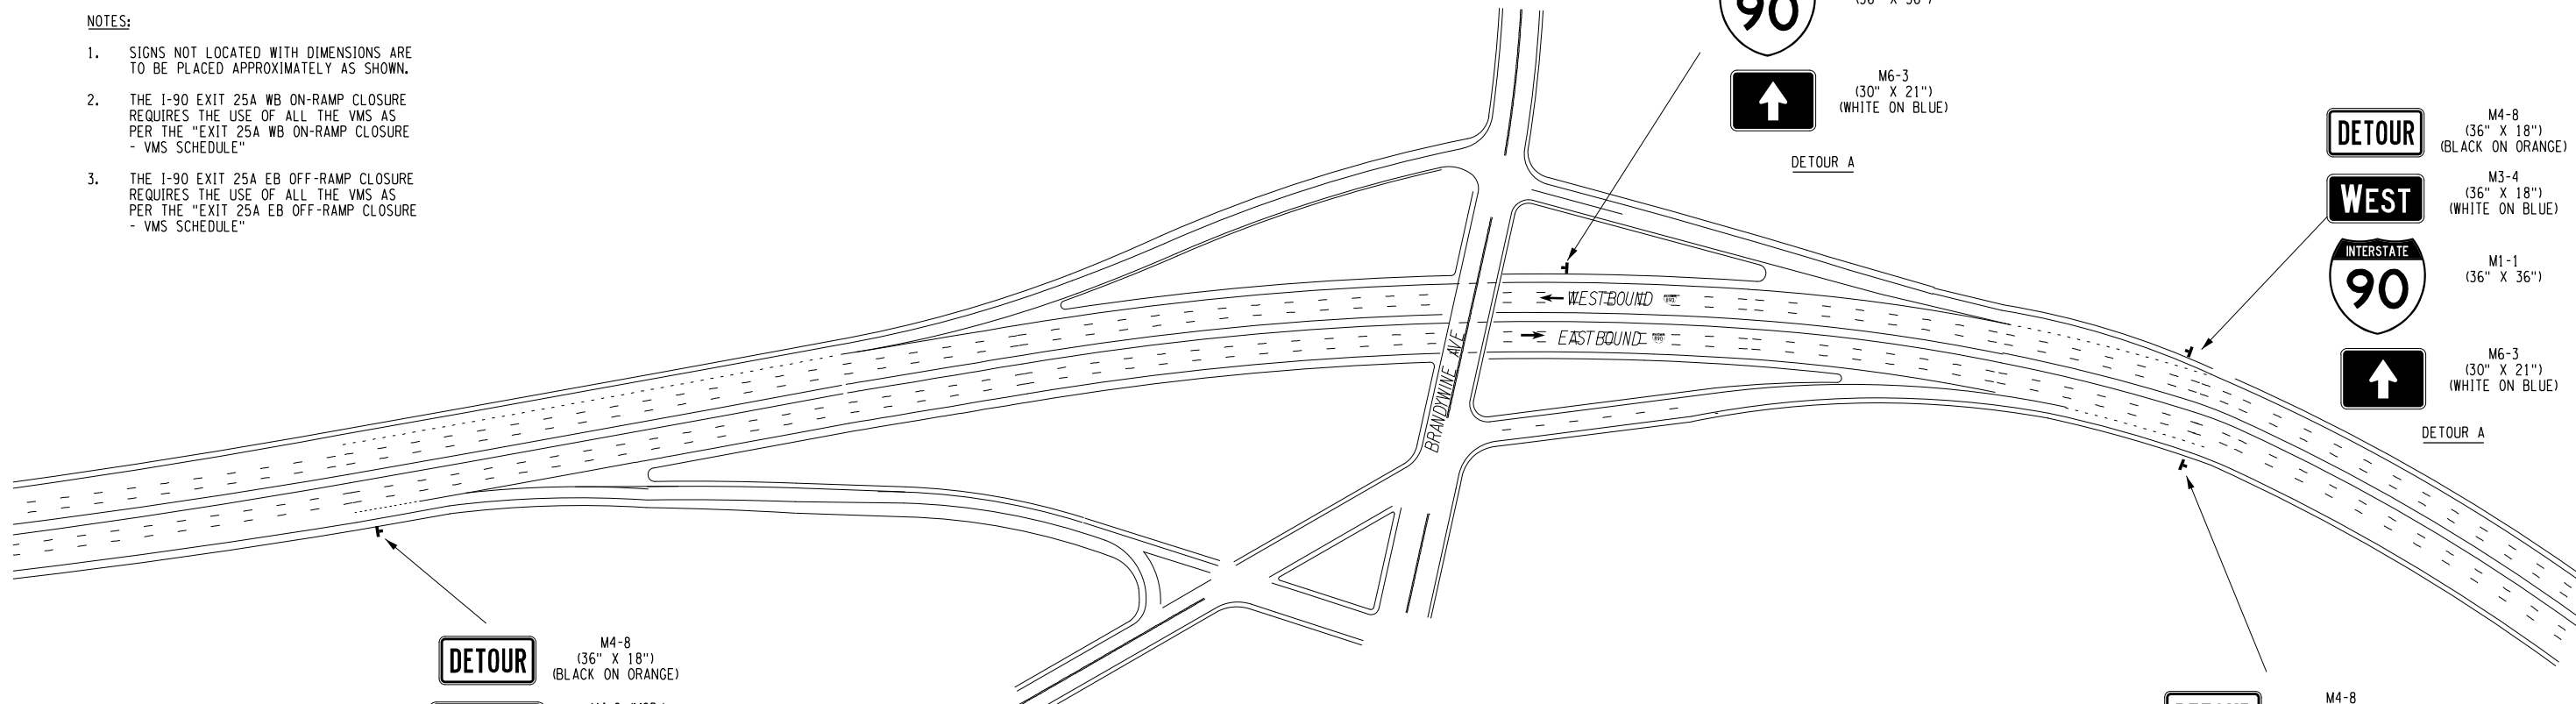 NOTES:
1. SIGNS NOT LOCATED WITH DIMENSIONS ARE
TO BE PLACED APPROXIMATELY AS SHOWN.
2. THE I-90 EXIT 25A WB ON-RAMP CLOSURE
REQUIRES THE USE OF ALL THE VMS AS
PER THE "EXIT 25A WB ON-RAMP CLOSURE
- VMS SCHEDULE"
3. THE I-90 EXIT 25A EB OFF-RAMP CLOSURE
REQUIRES THE USE OF ALL THE VMS AS
PER THE "EXIT 25A EB OFF-RAMP CLOSURE
- VMS SCHEDULE"
90
M6-3
(30" X 21")
(WHITE ON BLUE)
DETOUR A
DETOUR
M4-8
(36" X 18")
(BLACK ON ORANGE)
WEST
M3-4
(36" X 18")
(WHITE ON BLUE)
INTERSTATE
90
M1-1
(36" X 36")
M6-3
(30" X 21")
(WHITE ON BLUE)
DETOUR A
WESTBOUND
EASTBOUND
BRANDYWINE AVE
DETOUR
M4-8
(36" X 18")
(BLACK ON ORANGE)
M4-8